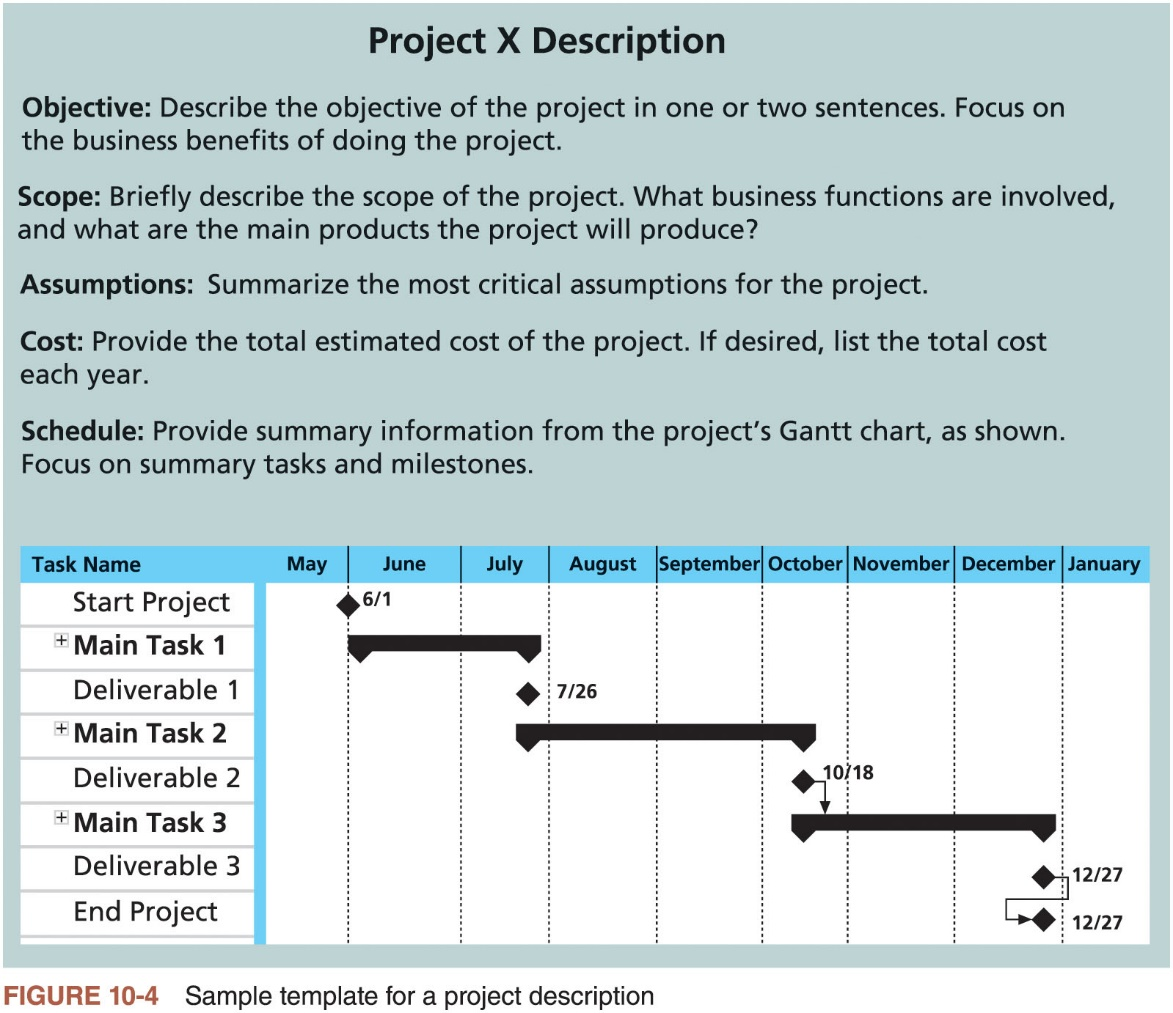 Project X Description
Objective: Describe the objective of the project in one or two sentences. Focus on
the business benefits of doing the project.
Scope: Briefly describe the scope of the project. What business functions are involved,
and what are the main products the project will produce?
Assumptions: Summarize the most critical assumptions for the project.
Cost: Provide the total estimated cost of the project. If desired, list the total cost
each year.
Schedule: Provide summary information from the project's Gantt chart, as shown.
Focus on summary tasks and milestones.
Task Name May June July August September October November December January
Start Project 6/1
Main Task 1
Deliverable 1 7/26
Main Task 2
Deliverable 2 10/18
Main Task 3
Deliverable 3 12/27
End Project 12/27
FIGURE 10-4 Sample template for a project description